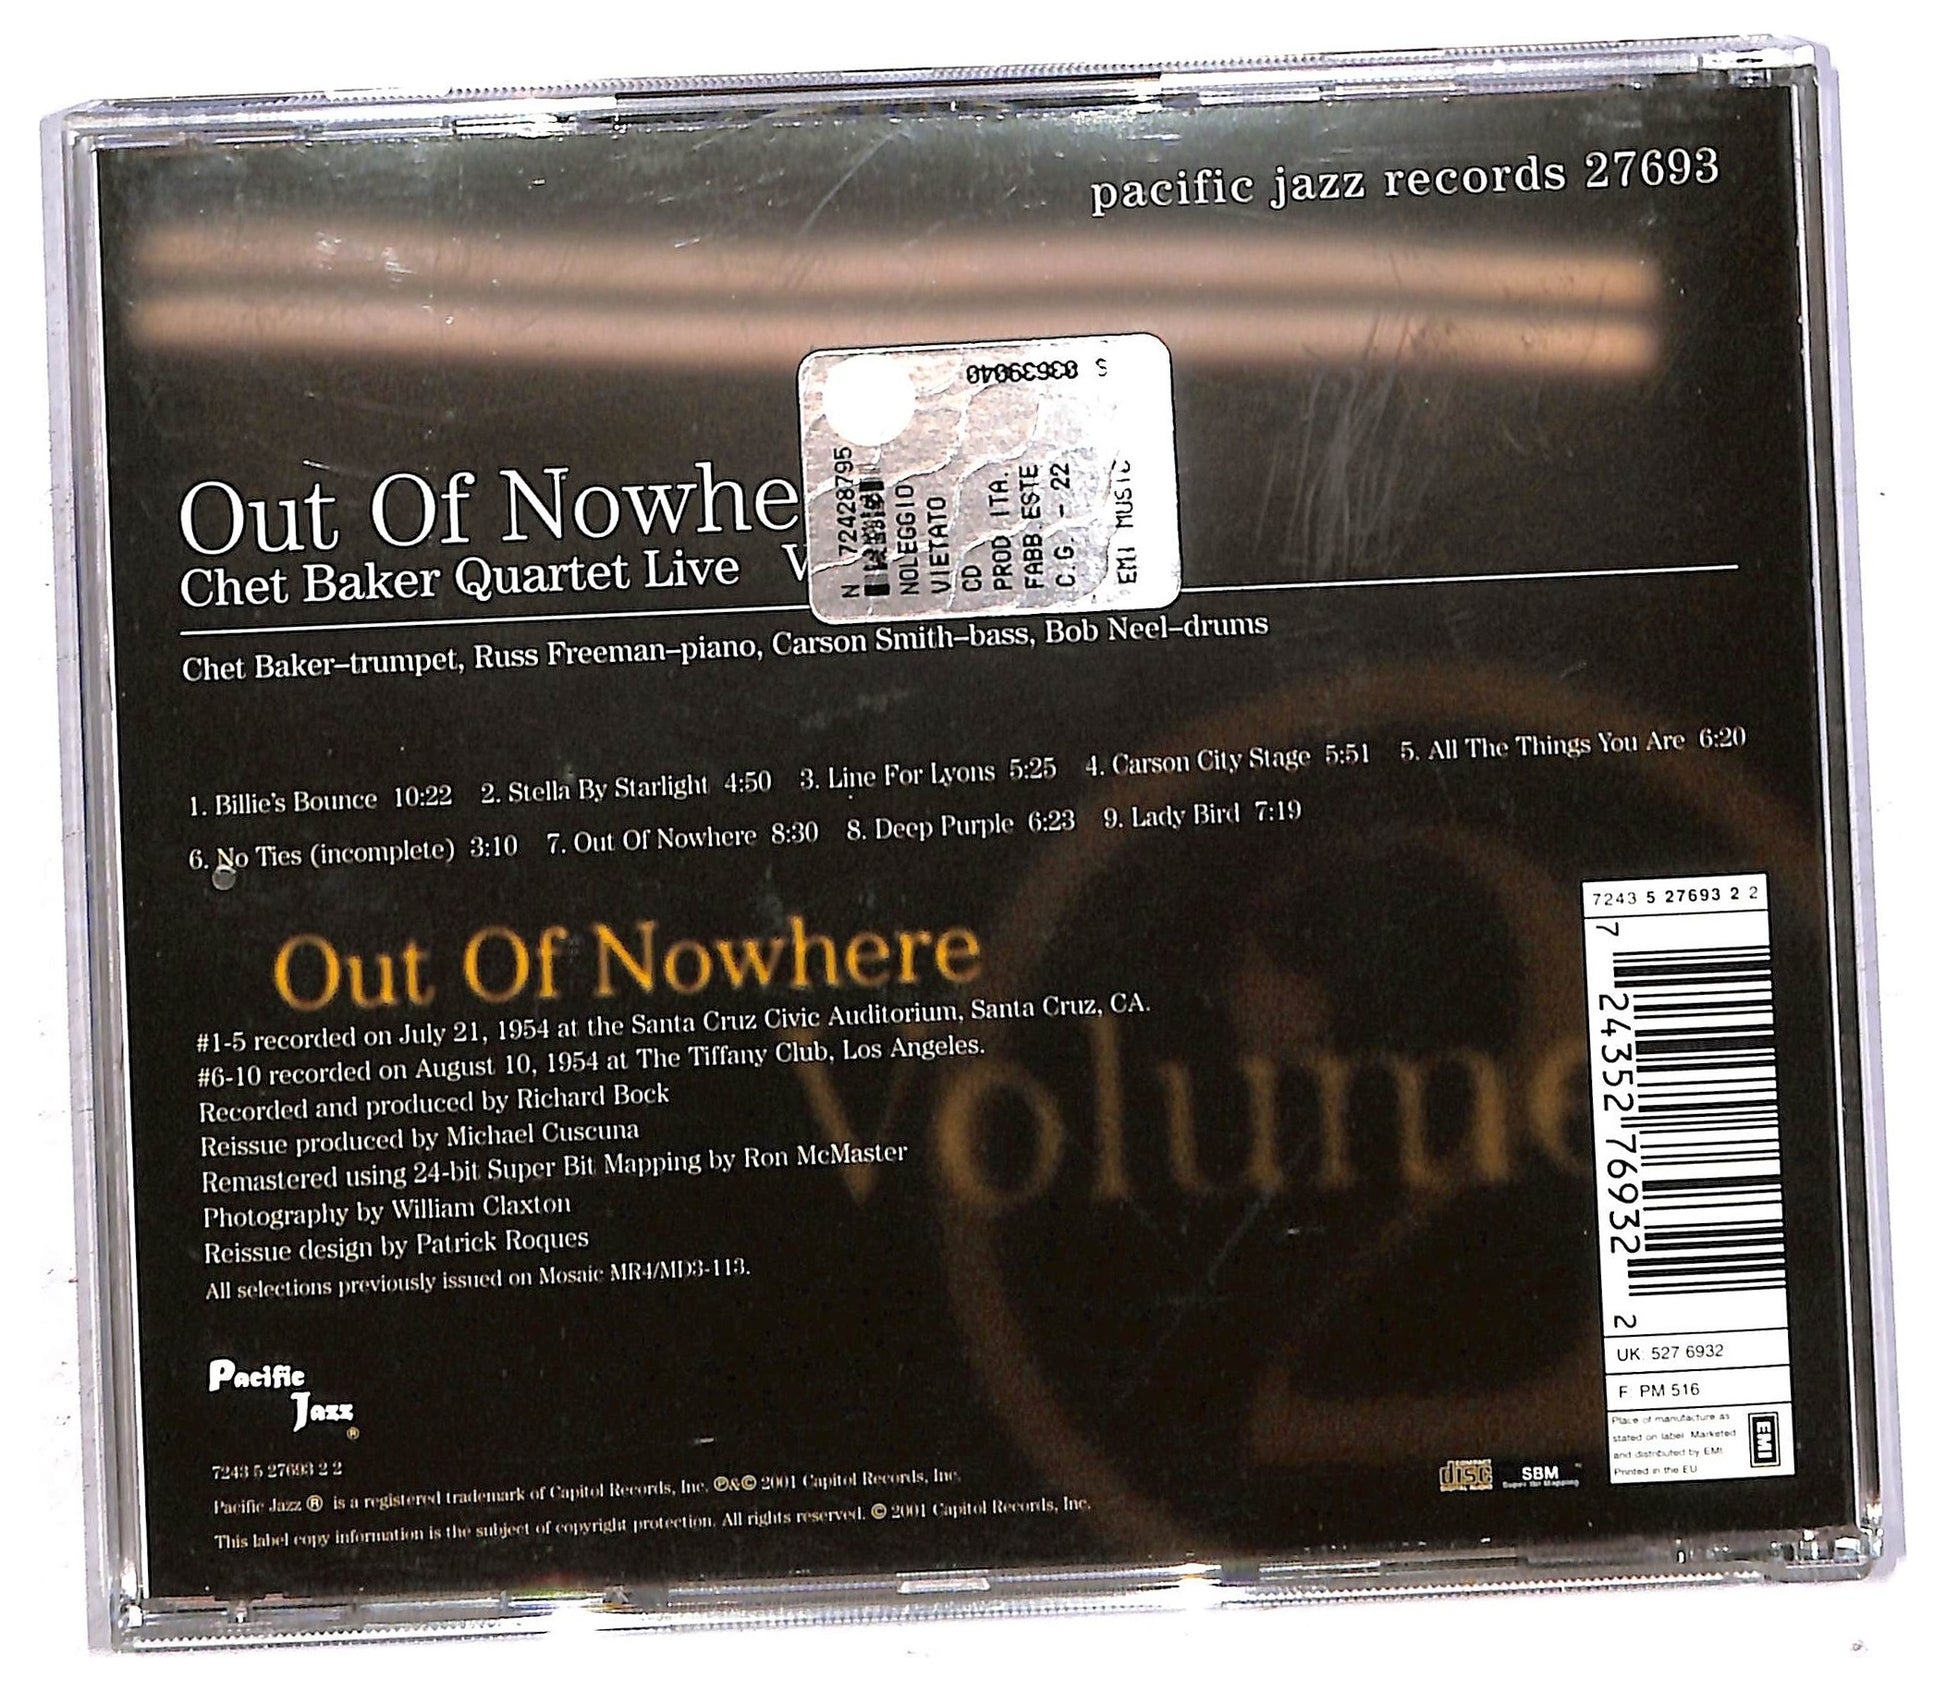 pacific jazz records 27693
S 036399040
N 72428795
NOLEGGIO
VIETATO
CD
PROD ITA.
FABB.ESTE
C.G. - 22
EMI MUSIC
Out Of Nowhe
Chet Baker Quartet Live V
Chet Baker–trumpet, Russ Freeman–piano, Carson Smith–bass, Bob Neel–drums
1. Billie's Bounce 10:22 2. Stella By Starlight 4:50 3. Line For Lyons 5:25 4. Carson City Stage 5:51 5. All The Things You Are 6:20
6. No Ties (incomplete) 3:10 7. Out Of Nowhere 8:30 8. Deep Purple 6:23 9. Lady Bird 7:19
Out Of Nowhere
Volume
2
#1-5 recorded on July 21, 1954 at the Santa Cruz Civic Auditorium, Santa Cruz, CA.
#6-10 recorded on August 10, 1954 at The Tiffany Club, Los Angeles.
Recorded and produced by Richard Bock
Reissue produced by Michael Cuscuna
Remastered using 24-bit Super Bit Mapping by Ron McMaster
Photography by William Claxton
Reissue design by Patrick Roques
All selections previously issued on Mosaic MR4/MD3-113.
7243 5 27693 2 2
7 24352 76932 2
UK: 527 6932
F: PM 516
Place of manufacture as
stated on label. Marketed
and distributed by EMI.
Printed in the EU
EMI
Pacific
Jazz
®
COMPACT
disc
DIGITAL AUDIO
SBM
Super Bit Mapping
7243 5 27693 2 2
Pacific Jazz ® is a registered trademark of Capitol Records, Inc. ℗&© 2001 Capitol Records, Inc.
This label copy information is the subject of copyright protection. All rights reserved. © 2001 Capitol Records, Inc.